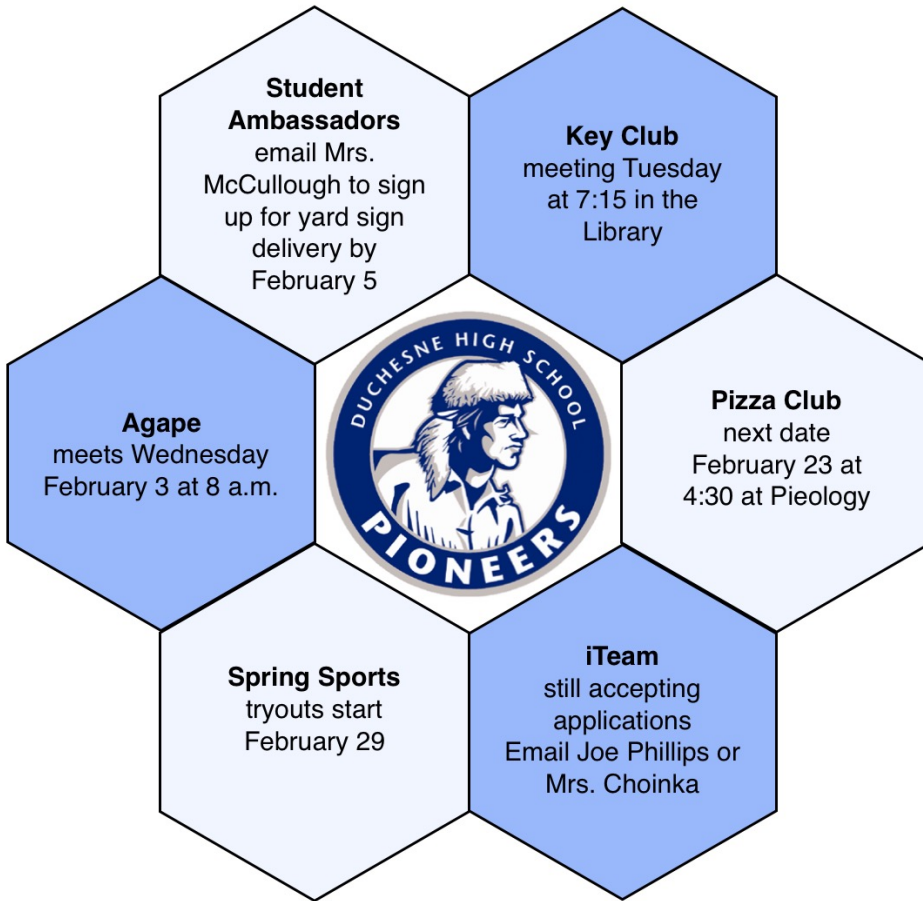 Student
Ambassadors
email Mrs.
McCullough to sign
up for yard sign
delivery by
February 5
Key Club
meeting Tuesday
at 7:15 in the
Library
Agape
meets Wednesday
February 3 at 8 a.m.
DUCHESNE HIGH SCHOOL
PIONEERS
Pizza Club
next date
February 23 at
4:30 at Pieology
Spring Sports
tryouts start
February 29
iTeam
still accepting
applications
Email Joe Phillips or
Mrs. Choinka